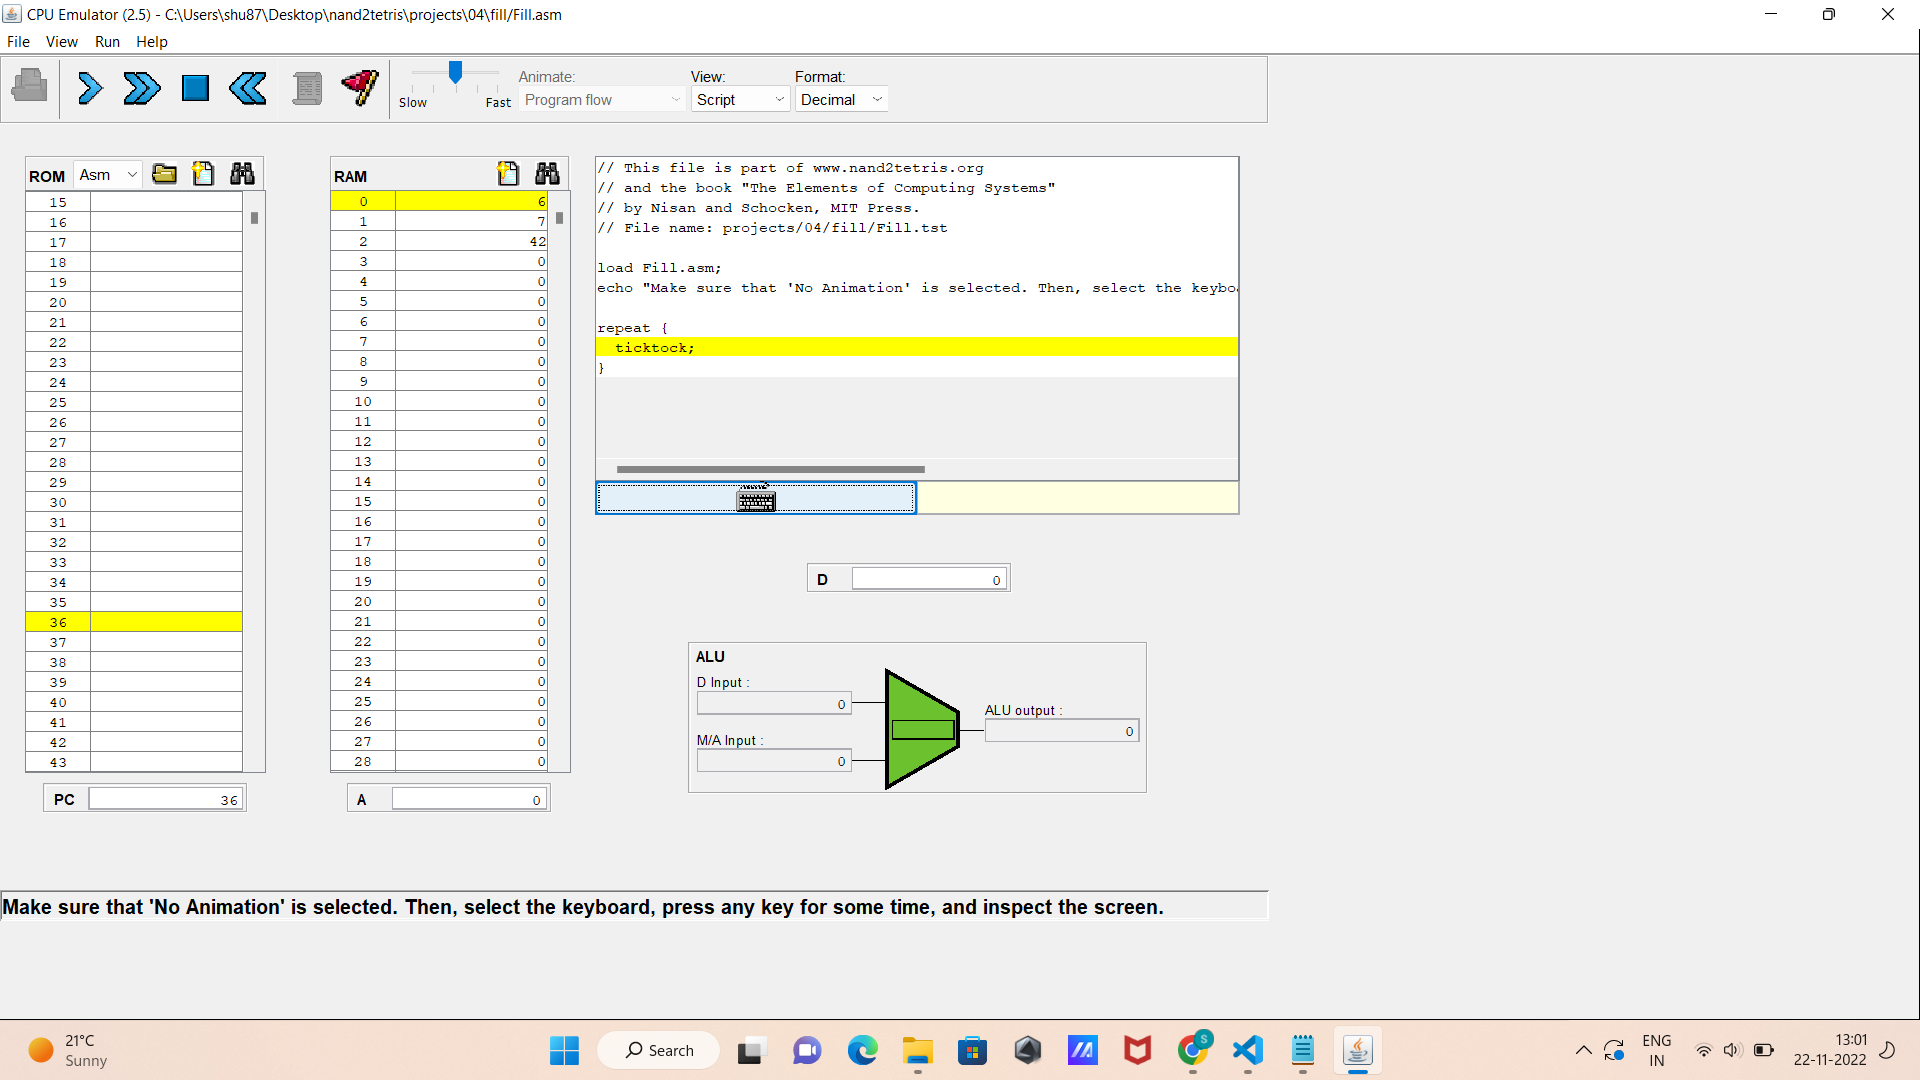 CPU Emulator (2.5) - C:\Users\shu87\Desktop\nand2tetris\projects\04\fill/Fill.asm
File View Run Help
Slow Fast
Animate: View: Format:
Program flow Script Decimal
ROM Asm
15
16
17
18
19
20
21
22
23
24
25
26
27
28
29
30
31
32
33
34
35
36
37
38
39
40
41
42
43
PC 36
RAM
0 6
1 7
2 42
3 0
4 0
5 0
6 0
7 0
8 0
9 0
10 0
11 0
12 0
13 0
14 0
15 0
16 0
17 0
18 0
19 0
20 0
21 0
22 0
23 0
24 0
25 0
26 0
27 0
28 0
A 0
// This file is part of www.nand2tetris.org
// and the book "The Elements of Computing Systems"
// by Nisan and Schocken, MIT Press.
// File name: projects/04/fill/Fill.tst
load Fill.asm;
echo "Make sure that 'No Animation' is selected. Then, select the keybo
repeat {
ticktock;
}
D 0
ALU
D Input :
0
M/A Input :
0
ALU output :
0
Make sure that 'No Animation' is selected. Then, select the keyboard, press any key for some time, and inspect the screen.
21°C
Sunny
Search
S
ENG
IN
13:01
22-11-2022